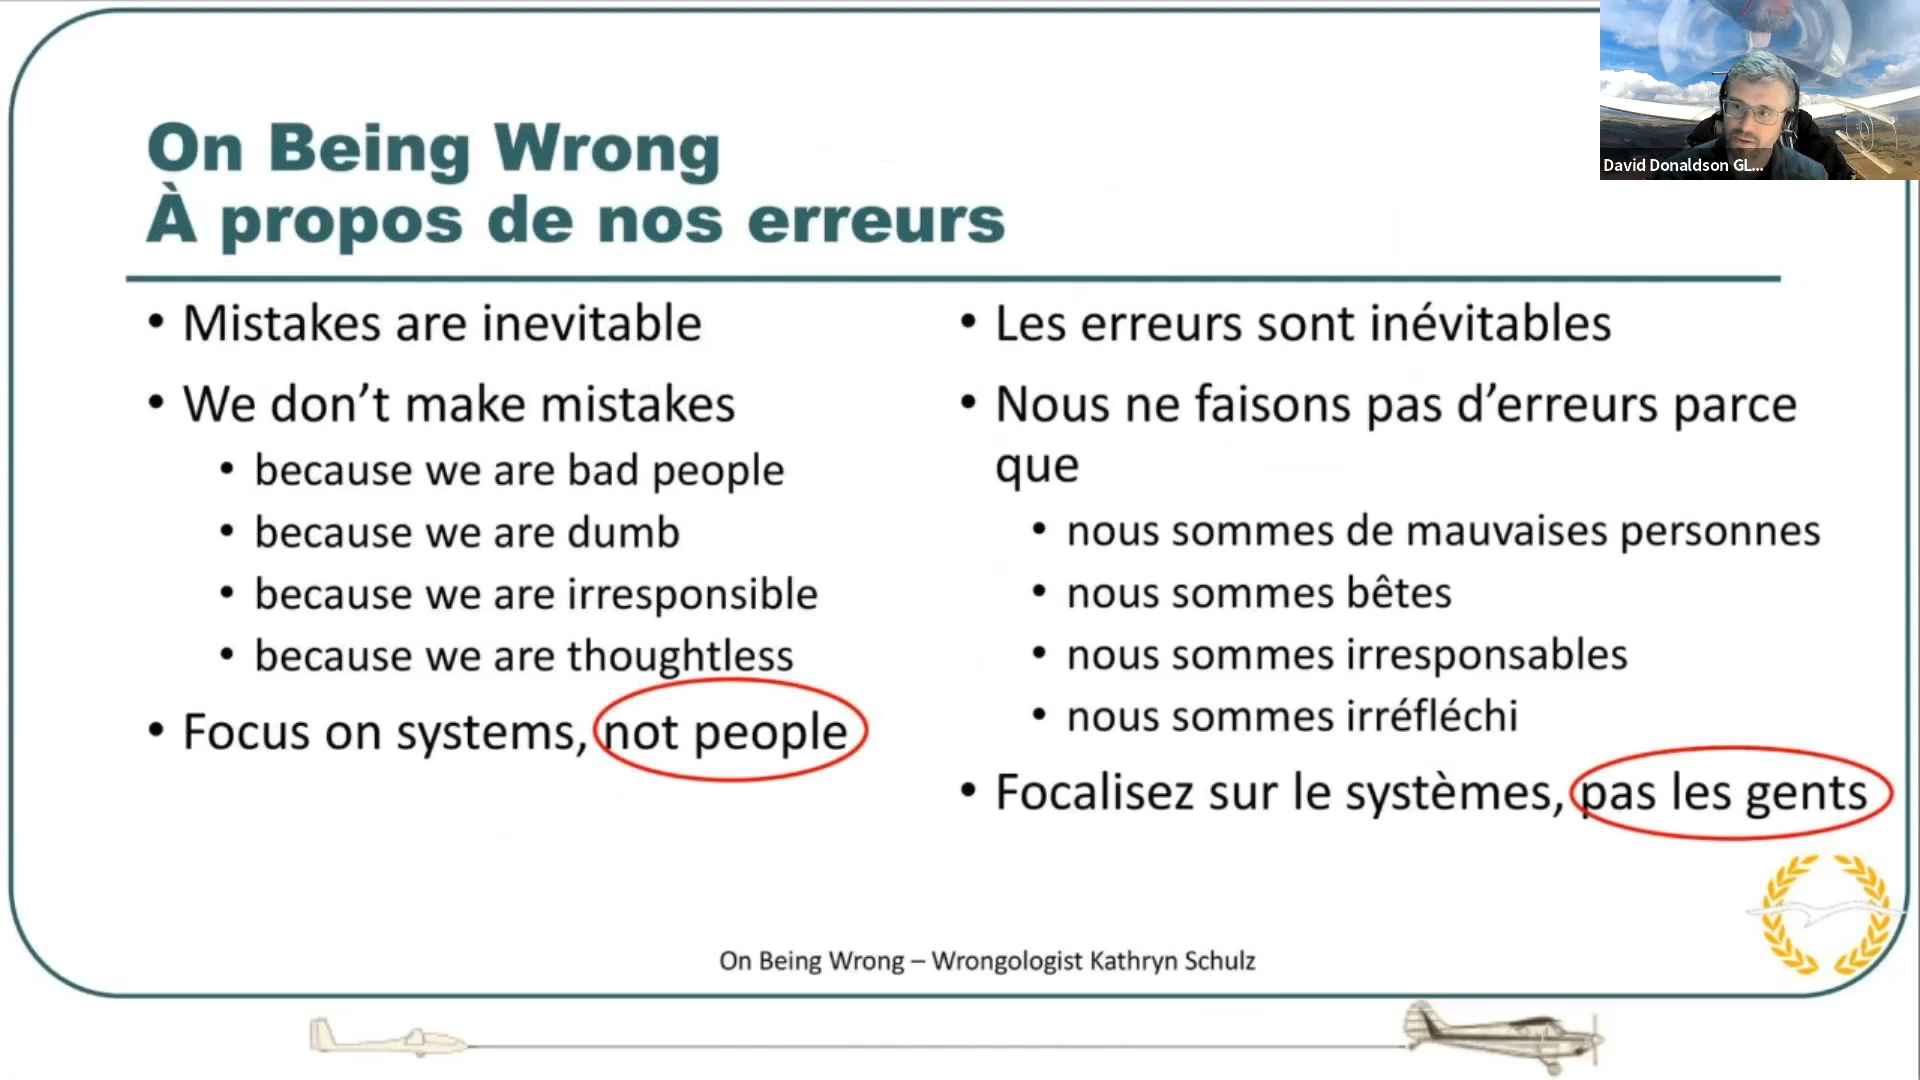 On Being Wrong
À propos de nos erreurs
David Donaldson GL...
• Mistakes are inevitable
• We don’t make mistakes
• because we are bad people
• because we are dumb
• because we are irresponsible
• because we are thoughtless
• Focus on systems, not people
• Les erreurs sont inévitables
• Nous ne faisons pas d’erreurs parce
que
• nous sommes de mauvaises personnes
• nous sommes bêtes
• nous sommes irresponsables
• nous sommes irréfléchi
• Focalisez sur le systèmes, pas les gents
On Being Wrong – Wrongologist Kathryn Schulz